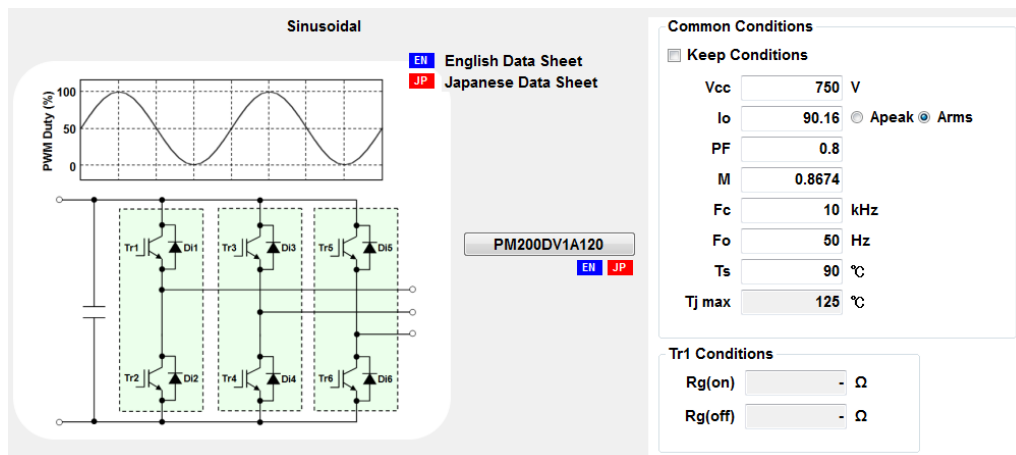 Sinusoidal
EN English Data Sheet
JP Japanese Data Sheet
PWM Duty (%)
100
50
0
Tr1 Di1 Tr3 Di3 Tr5 Di5
Tr2 Di2 Tr4 Di4 Tr6 Di6
PM200DV1A120
EN JP
Common Conditions
Keep Conditions
Vcc 750 V
Io 90.16 Apeak Arms
PF 0.8
M 0.8674
Fc 10 kHz
Fo 50 Hz
Ts 90 ℃
Tj max 125 ℃
Tr1 Conditions
Rg(on) - Ω
Rg(off) - Ω